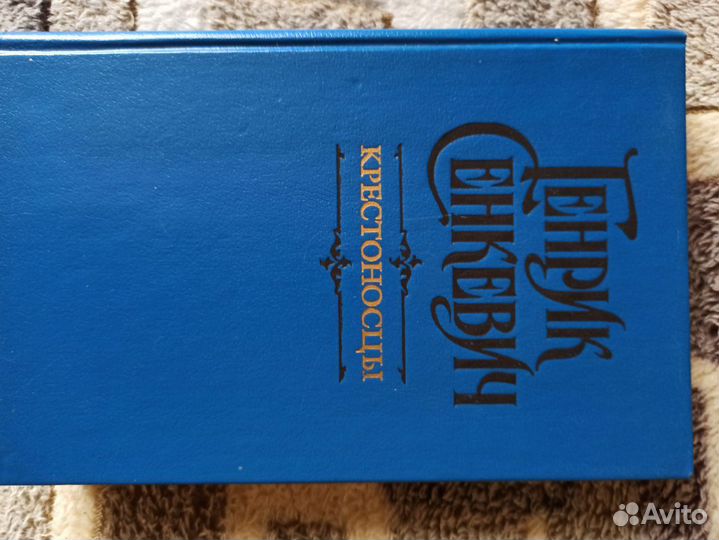 Генрик
Сенкевич
Крестоносцы
Avito